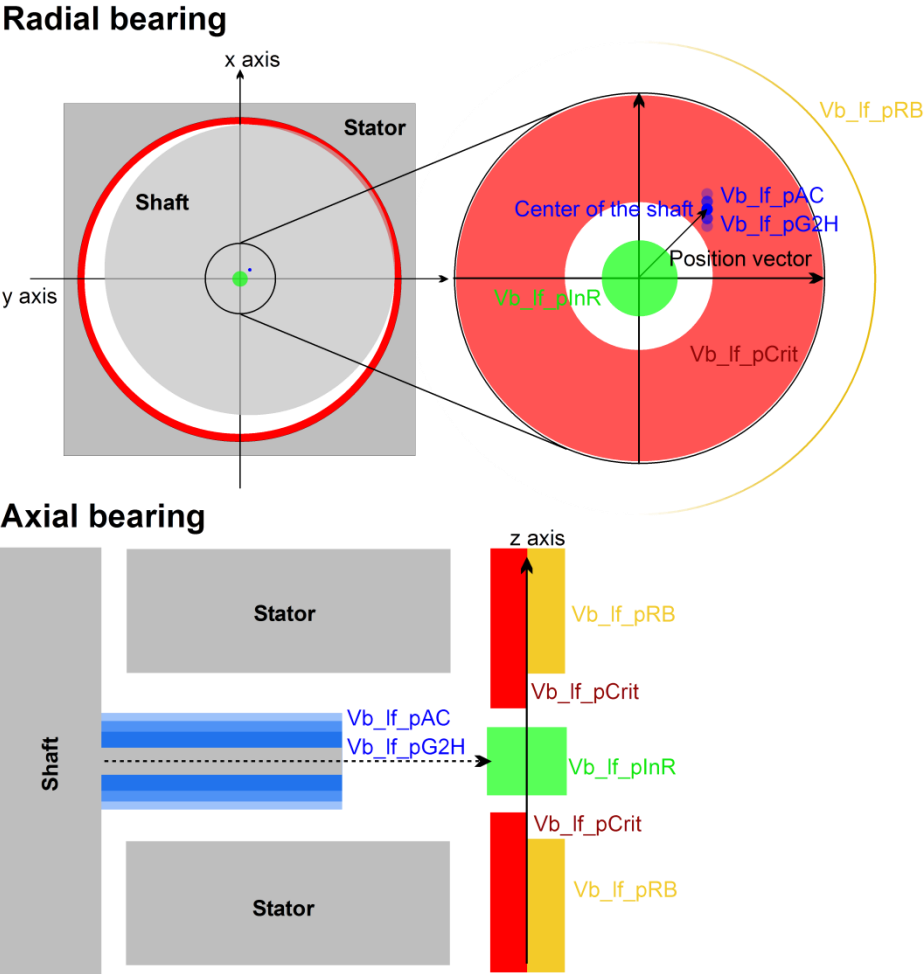 Radial bearing
x axis
Stator
Shaft
y axis
Vb_lf_pRB
Vb_lf_pAC
Center of the shaft
Vb_lf_pG2H
Position vector
Vb_lf_pInR
Vb_lf_pCrit
Axial bearing
z axis
Stator
Vb_lf_pRB
Vb_lf_pCrit
Vb_lf_pAC
Vb_lf_pG2H
Shaft
Vb_lf_pInR
Vb_lf_pCrit
Stator
Vb_lf_pRB